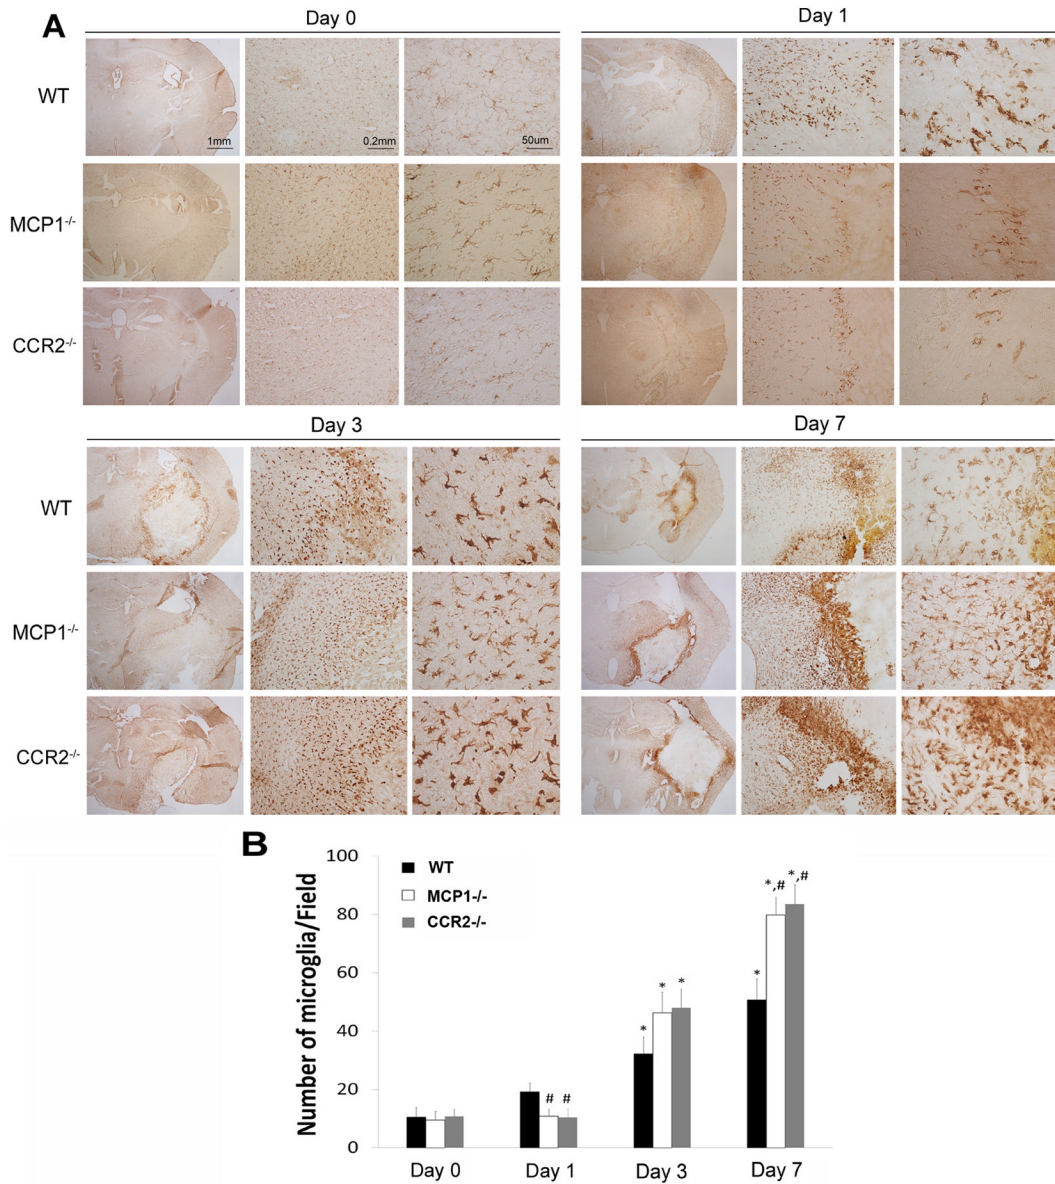 A
Day 0
Day 1
WT
1mm
0.2mm
50um
MCP1-/-
CCR2-/-
Day 3
Day 7
WT
MCP1-/-
CCR2-/-
B
Number of microglia/Field
100
80
60
40
20
0
WT
MCP1-/-
CCR2-/-
# #
* * *
* *,# *,#
Day 0 Day 1 Day 3 Day 7